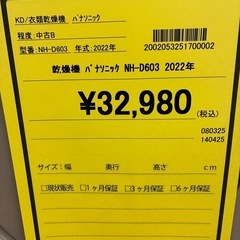 KD/衣類乾燥機 パナソニック
程度:中古B
型番:NH-D603 年式:2022年
2002053251700002
乾燥機 パナソニック NH-D603 2022年
¥32,980(税込)
080325
140425
サイズ:幅 奥行 高さ cm
□現状販売 □1ヶ月保証 □3ヶ月保証 □6ヶ月保証